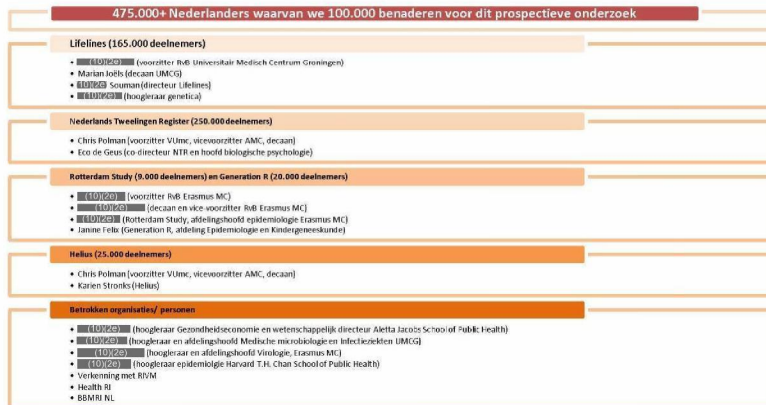 475.000+ Nederlanders waarvan we 100.000 benaderen voor dit prospectieve onderzoek
Lifelines (165.000 deelnemers)
• (10)(2e) (voorzitter RvB Universitair Medisch Centrum Groningen)
• Marian Joëls (decaan UMCG)
• (10)(2e) Souman (directeur Lifelines)
• (10)(2e) (hoogleraar genetica)
Nederlands Tweelingen Register (250.000 deelnemers)
• Chris Polman (voorzitter VUmc, vicevoorzitter AMC, decaan)
• Eco de Geus (co-directeur NTR en hoofd biologische psychologie)
Rotterdam Study (9.000 deelnemers) en Generation R (20.000 deelnemers)
• (10)(2e) (voorzitter RvB Erasmus MC)
• (10)(2e) (decaan en vice-voorzitter RvB Erasmus MC)
• (10)(2e) (Rotterdam Study, afdelingshoofd epidemiologie Erasmus MC)
• Janine Felix (Generation R, afdeling Epidemiologie en Kindergeneeskunde)
Helius (25.000 deelnemers)
• Chris Polman (voorzitter VUmc, vicevoorzitter AMC, decaan)
• Karien Stronks (Helius)
Betrokken organisaties/ personen
• (10)(2e) (hoogleraar Gezondheidseconomie en wetenschappelijk directeur Aletta Jacobs School of Public Health)
• (10)(2e) (hoogleraar en afdelingshoofd Medische microbiologie en Infectieziekten UMCG)
• (10)(2e) (hoogleraar en afdelingshoofd Virologie, Erasmus MC)
• (10)(2e) (hoogleraar epidemiolgie Harvard T.H. Chan School of Public Health)
• Verkenning met RIVM
• Health RI
• BBMRI NL